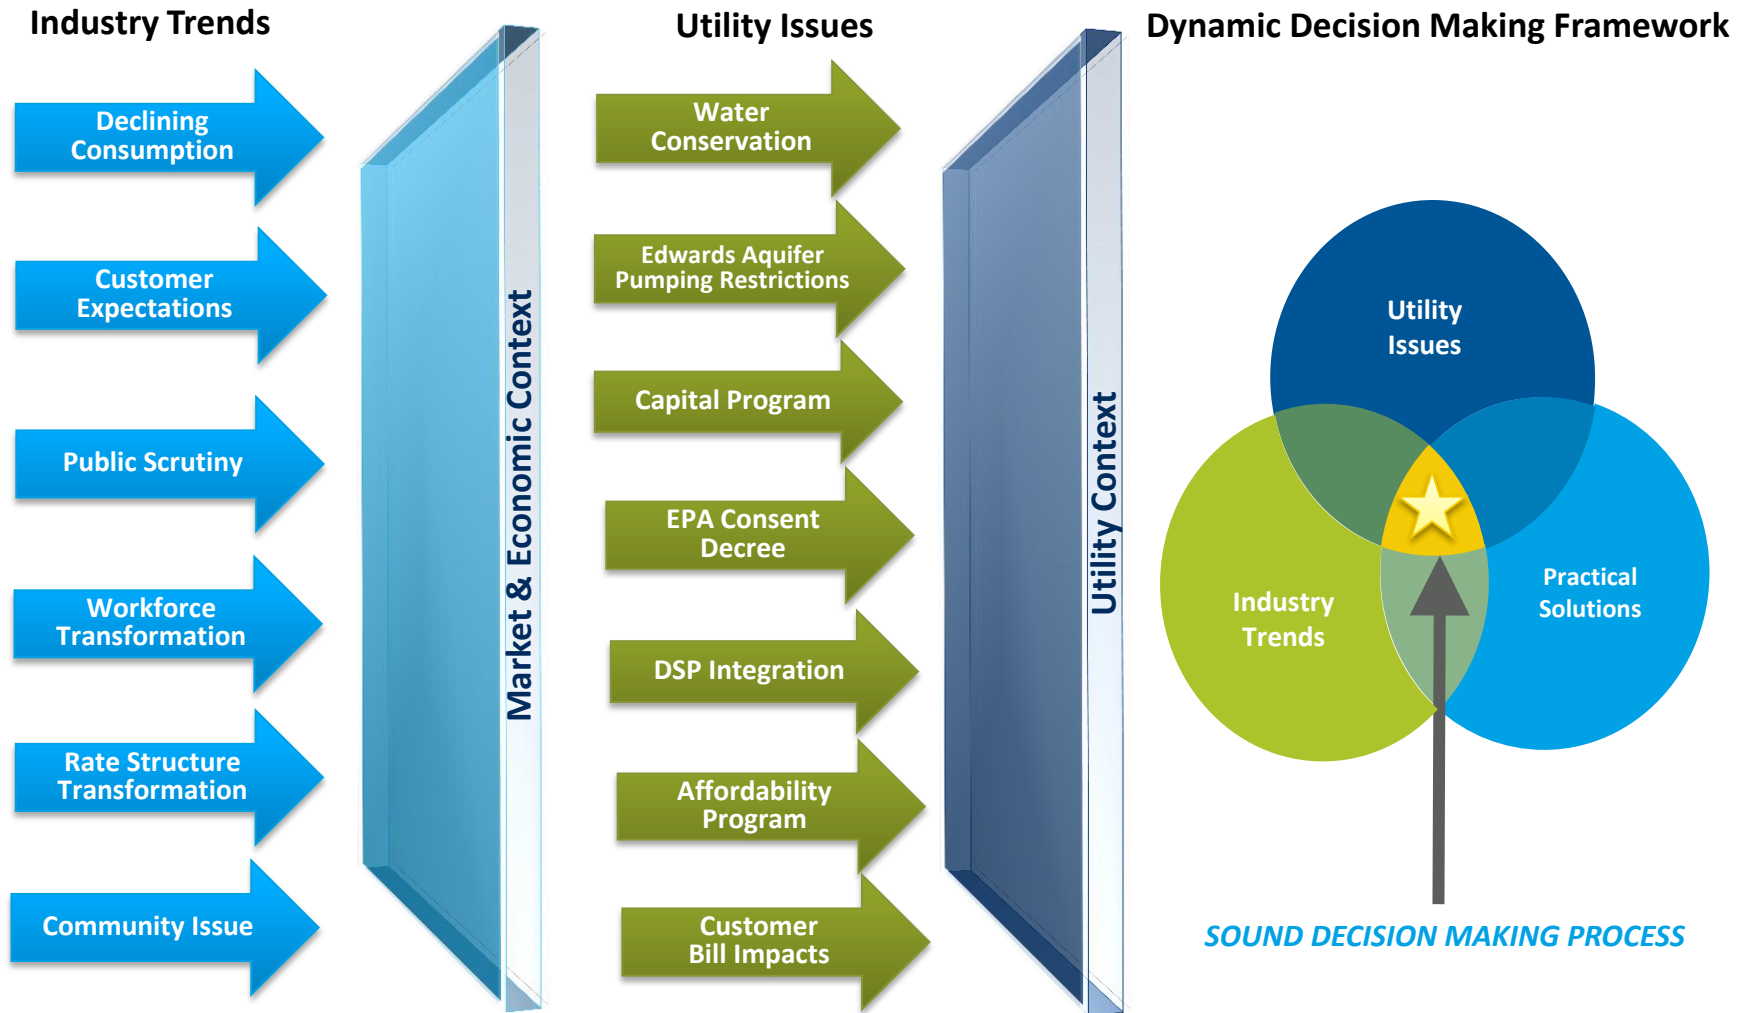 Industry Trends
Declining
Consumption
Customer
Expectations
Public Scrutiny
Workforce
Transformation
Rate Structure
Transformation
Community Issue
Market & Economic Context
Utility Issues
Water
Conservation
Edwards Aquifer
Pumping Restrictions
Capital Program
EPA Consent
Decree
DSP Integration
Affordability
Program
Customer
Bill Impacts
Utility Context
Dynamic Decision Making Framework
Utility
Issues
Industry
Trends
Practical
Solutions
SOUND DECISION MAKING PROCESS